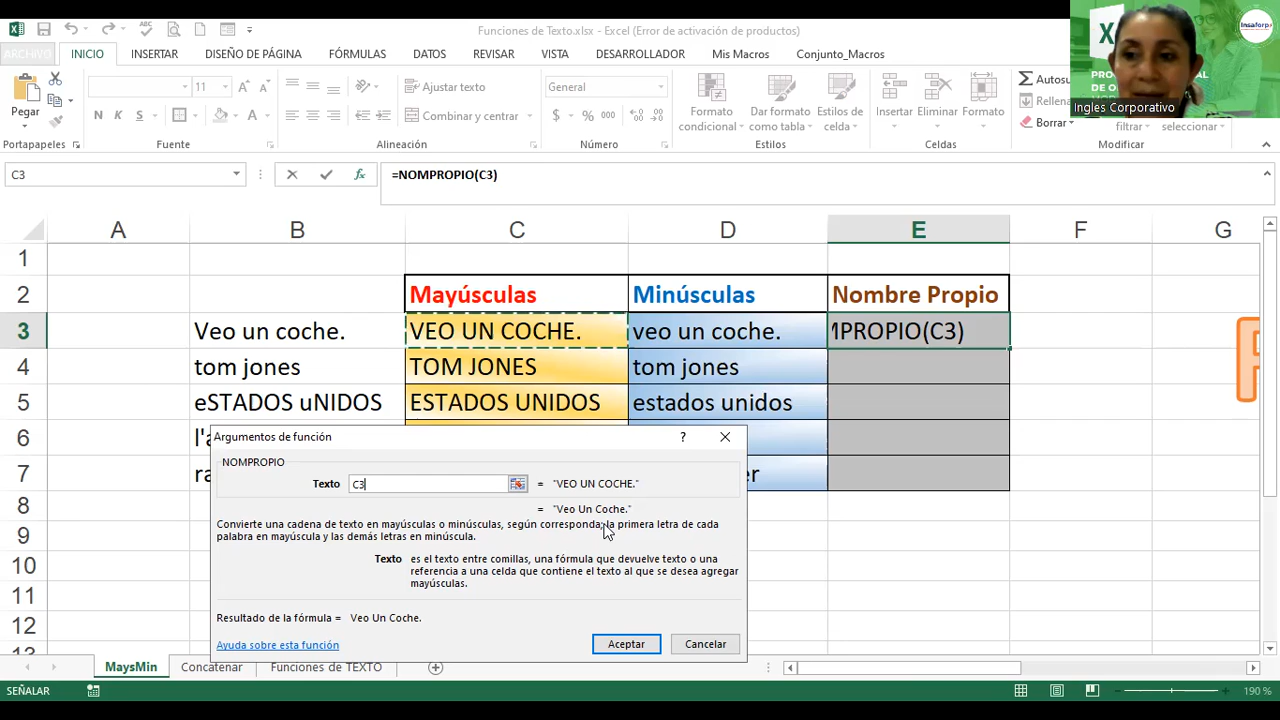 Funciones de Texto.xlsx - Excel (Error de activación de productos)
ARCHIVO INICIO INSERTAR DISEÑO DE PÁGINA FÓRMULAS DATOS REVISAR VISTA DESARROLLADOR Mis Macros Conjunto_Macros
Insaforp
Ingles Corporativo
Pegar
11
N K S
Ajustar texto
Combinar y centrar
General
$ % 000
Formato condicional
Dar formato como tabla
Estilos de celda
Insertar Eliminar Formato
Autosu
Rellena
Borrar
filtrar
seleccionar
Portapapeles Fuente Alineación Número Estilos Celdas Modificar
C3
fx
=NOMPROPIO(C3)
A B C D E F G
1
2 Mayúsculas Minúsculas Nombre Propio
3 Veo un coche. VEO UN COCHE. veo un coche. MPROPIO(C3)
4 tom jones TOM JONES tom jones
5 eSTADOS uNIDOS ESTADOS UNIDOS estados unidos
6 l'a
7 ra er
8
9
10
11
12
13
Argumentos de función
?
NOMPROPIO
Texto C3 = "VEO UN COCHE."
= "Veo Un Coche."
Convierte una cadena de texto en mayúsculas o minúsculas, según corresponda; la primera letra de cada
palabra en mayúscula y las demás letras en minúscula.
Texto es el texto entre comillas, una fórmula que devuelve texto o una
referencia a una celda que contiene el texto al que se desea agregar
mayúsculas.
Resultado de la fórmula = Veo Un Coche.
Ayuda sobre esta función
Aceptar Cancelar
MaysMin Concatenar Funciones de TEXTO
SEÑALAR
190 %